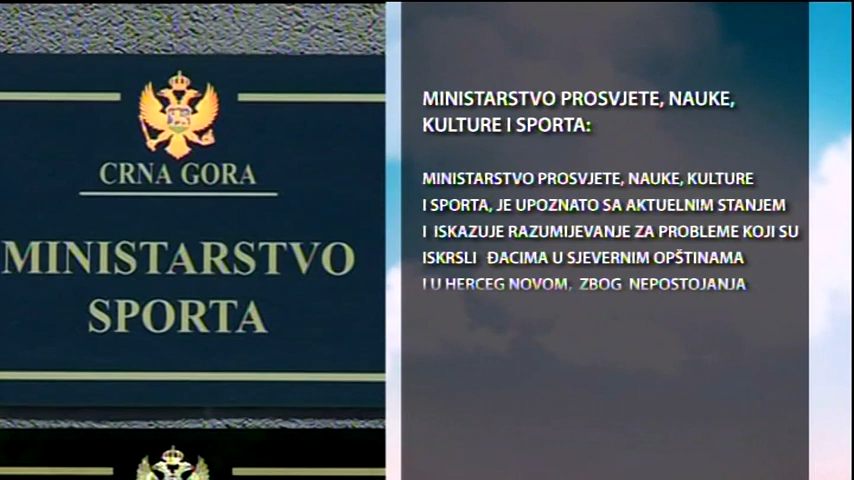 CRNA GORA
MINISTARSTVO
SPORTA
MINISTARSTVO PROSVJETE, NAUKE,
KULTURE I SPORTA:
MINISTARSTVO PROSVJETE, NAUKE, KULTURE
I SPORTA, JE UPOZNATO SA AKTUELNIM STANJEM
I ISKAZUJE RAZUMIJEVANJE ZA PROBLEME KOJI SU
ISKRSLI ĐACIMA U SJEVERNIM OPŠTINAMA
I U HERCEG NOVOM, ZBOG NEPOSTOJANJA